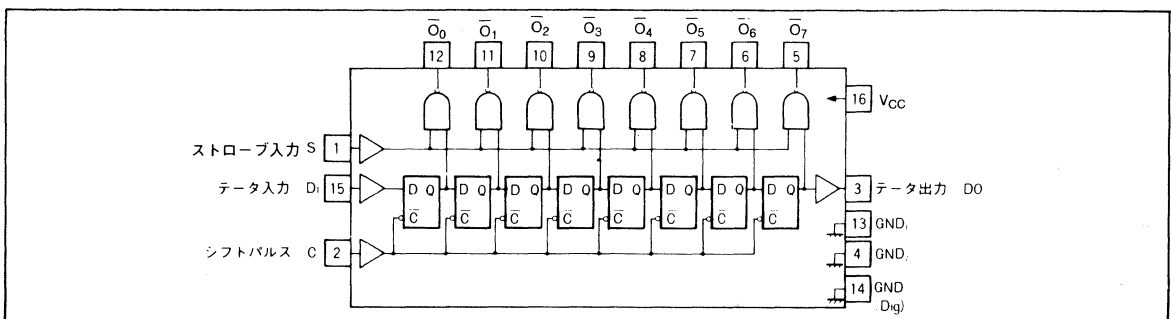 O̅0 O̅1 O̅2 O̅3 O̅4 O̅5 O̅6 O̅7
12 11 10 9 8 7 6 5
16 VCC
ストローブ入力 S 1
テータ入力 Di 15
D Q D Q D Q D Q D Q D Q D Q D Q
C̅ C̅ C̅ C̅ C̅ C̅ C̅ C̅
3 テータ出力 DO
シフトパルス C 2
13 GND1
4 GND2
14 GND
Dig)